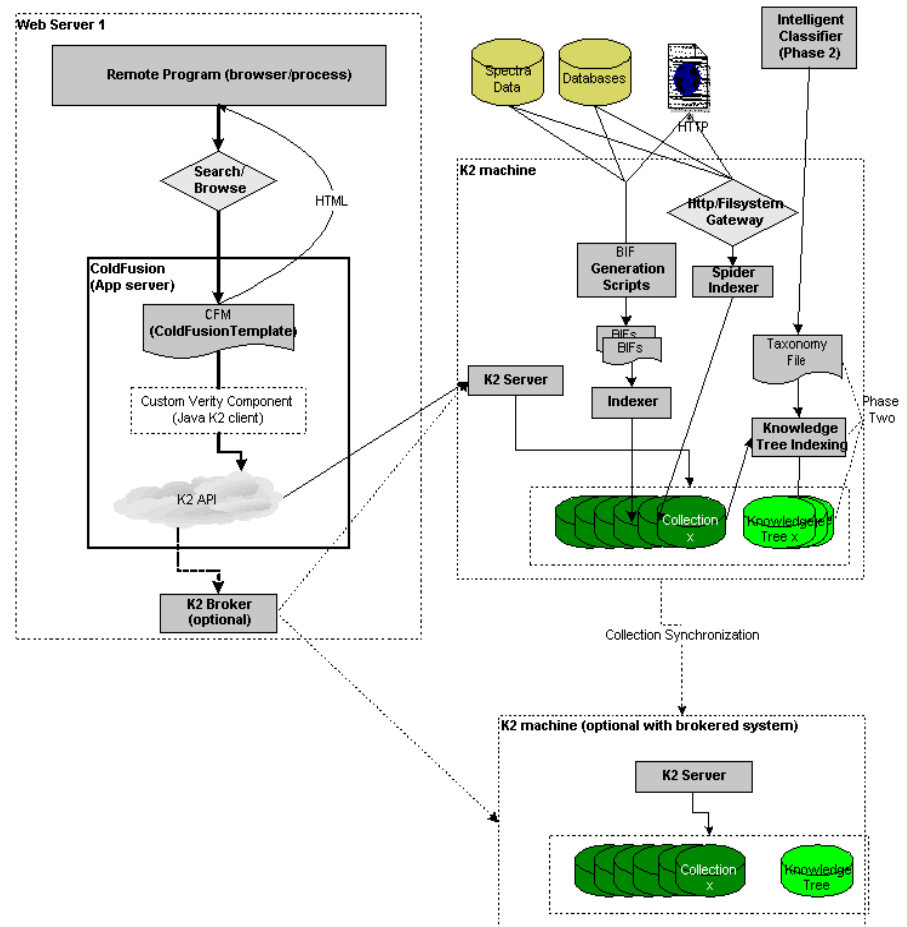 Web Server 1
Remote Program (browser/process)
Search/
Browse
HTML
ColdFusion
(App server)
CFM
(ColdFusionTemplate)
Custom Verity Component
(Java K2 client)
K2 API
K2 Broker
(optional)
Spectra
Data
Databases
HTTP
Intelligent
Classifier
(Phase 2)
K2 machine
Http/Filsystem
Gateway
BIF
Generation
Scripts
Spider
Indexer
BIFs
BIFs
Taxonomy
File
K2 Server
Indexer
Phase
Two
Knowledge
Tree Indexing
Collection
x
Knowledge
Tree x
Collection Synchronization
K2 machine (optional with brokered system)
K2 Server
Collection
x
Knowledge
Tree